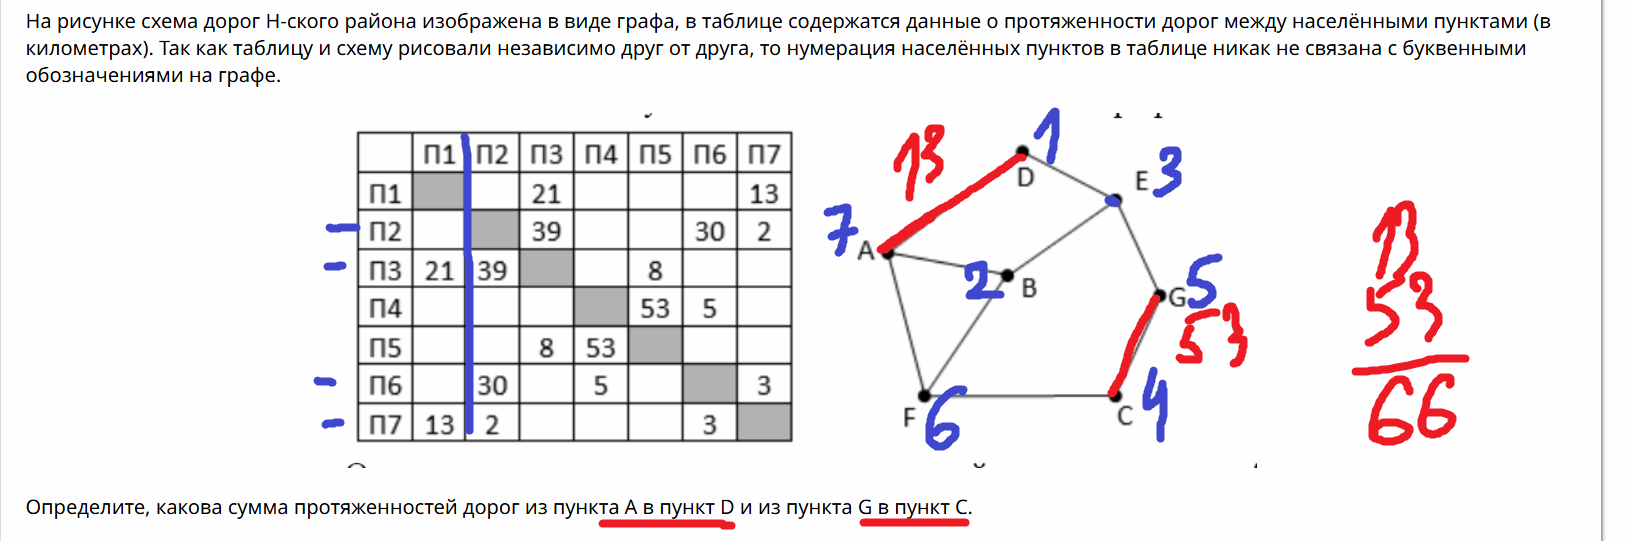 На рисунке схема дорог Н-ского района изображена в виде графа, в таблице содержатся данные о протяженности дорог между населёнными пунктами (в
километрах). Так как таблицу и схему рисовали независимо друг от друга, то нумерация населённых пунктов в таблице никак не связана с буквенными
обозначениями на графе.
П1 П2 П3 П4 П5 П6 П7
П1 21 13
П2 39 30 2
П3 21 39 8
П4 53 5
П5 8 53
П6 30 5 3
П7 13 2 3
13
1
D
E 3
7
A
2
B
G 5
53
F 6
C 4
13
53
66
Определите, какова сумма протяженностей дорог из пункта A в пункт D и из пункта G в пункт C.